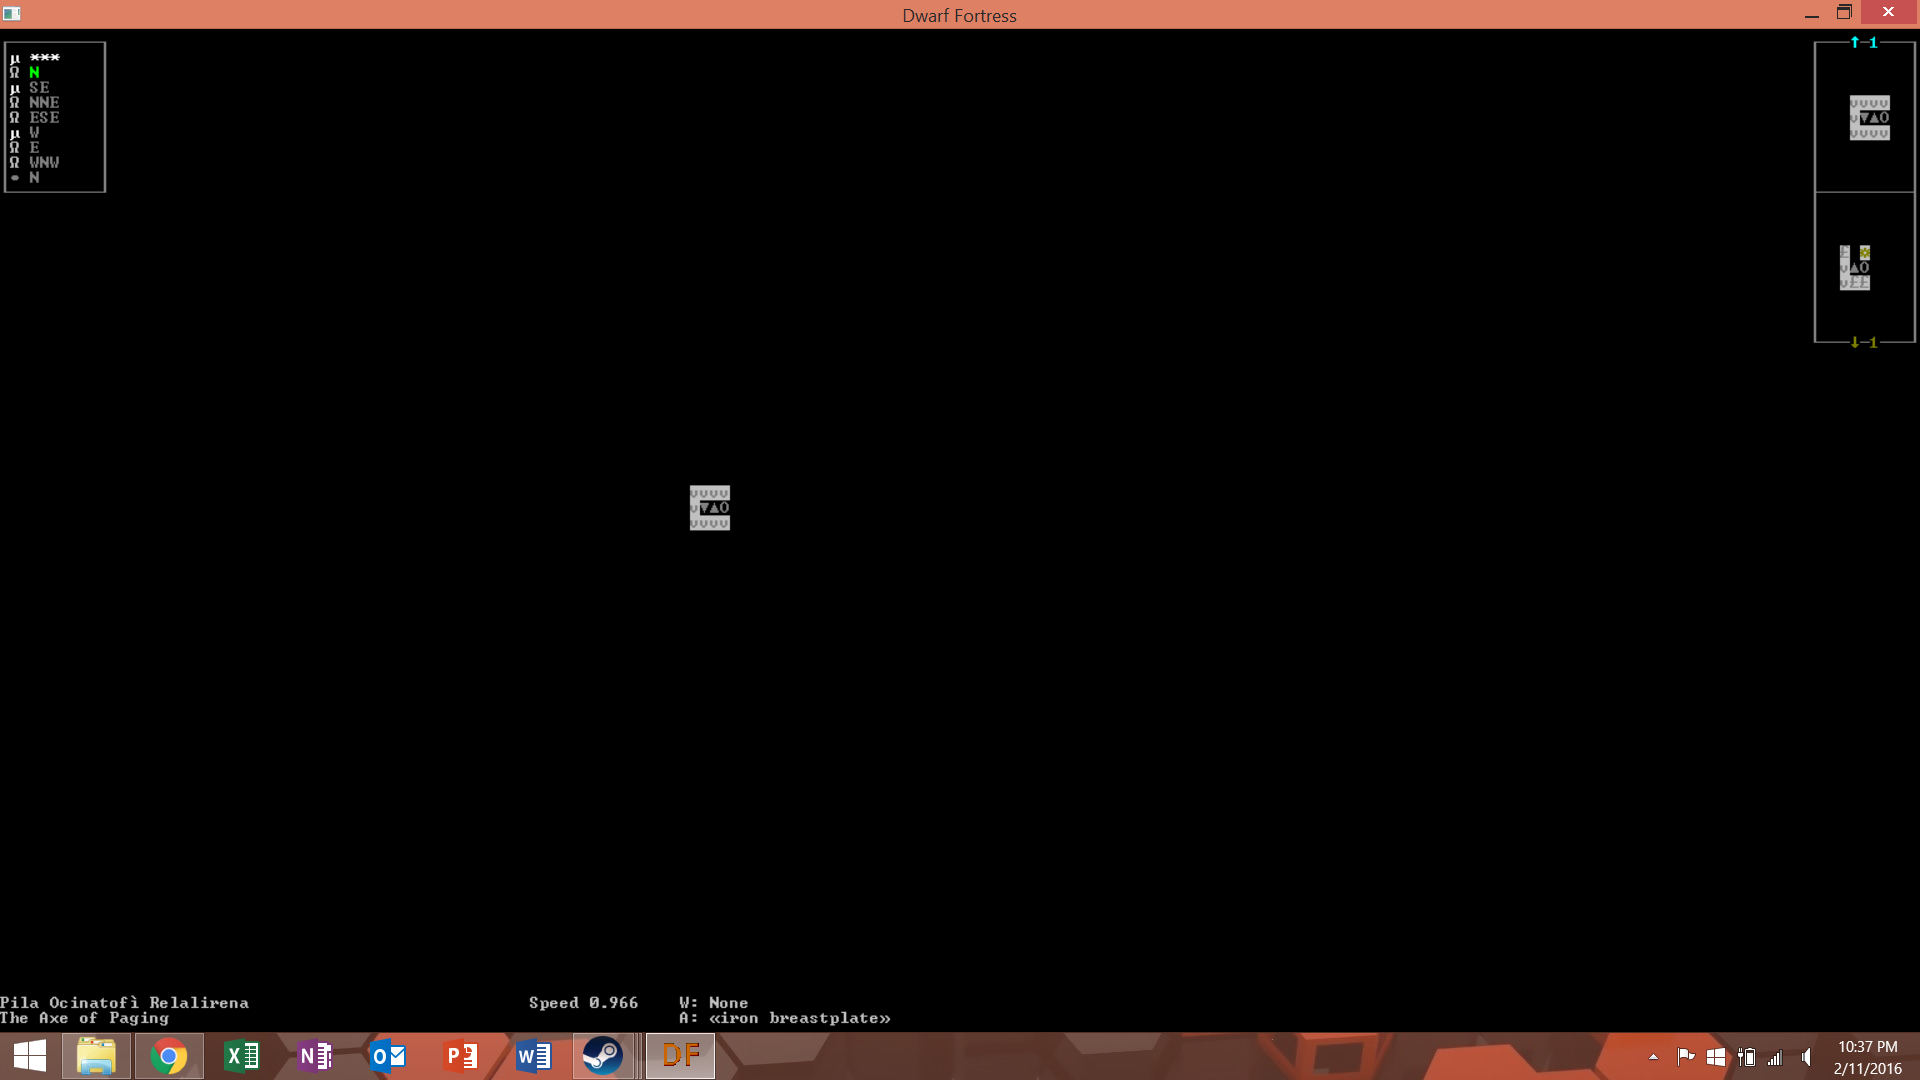 Dwarf Fortress
µ ***
Ω N
µ SE
Ω NNE
Ω ESE
µ W
Ω E
Ω WNW
• N
↑ 1
↓ 1
Pila Ocinatofì Relalirena
The Axe of Paging
Speed 0.966
W: None
A: «iron breastplate»
DF
10:37 PM
2/11/2016